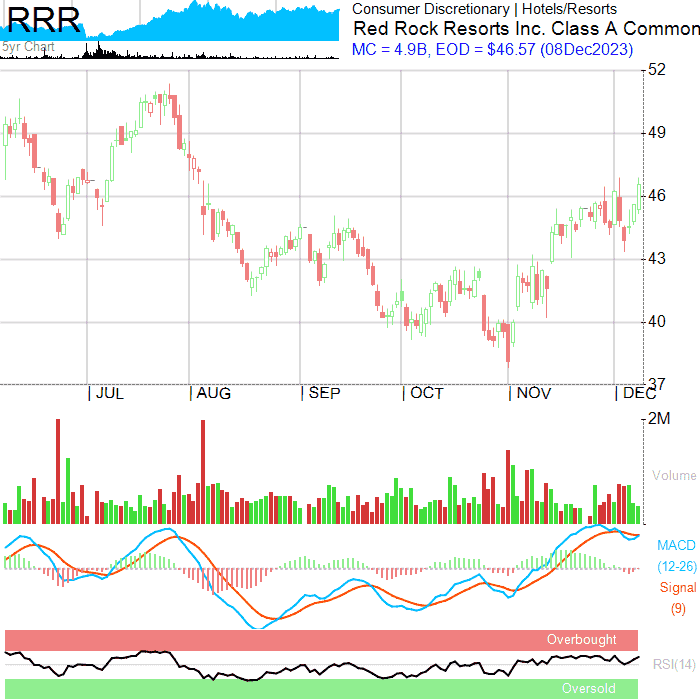 RRR
5yr Chart
Consumer Discretionary | Hotels/Resorts
Red Rock Resorts Inc. Class A Common
MC = 4.9B, EOD = $46.57 (08Dec2023)
52
49
46
43
40
37
| JUL | AUG | SEP | OCT | NOV | DEC
2M
Volume
MACD
(12-26)
Signal
(9)
Overbought
RSI(14)
Oversold